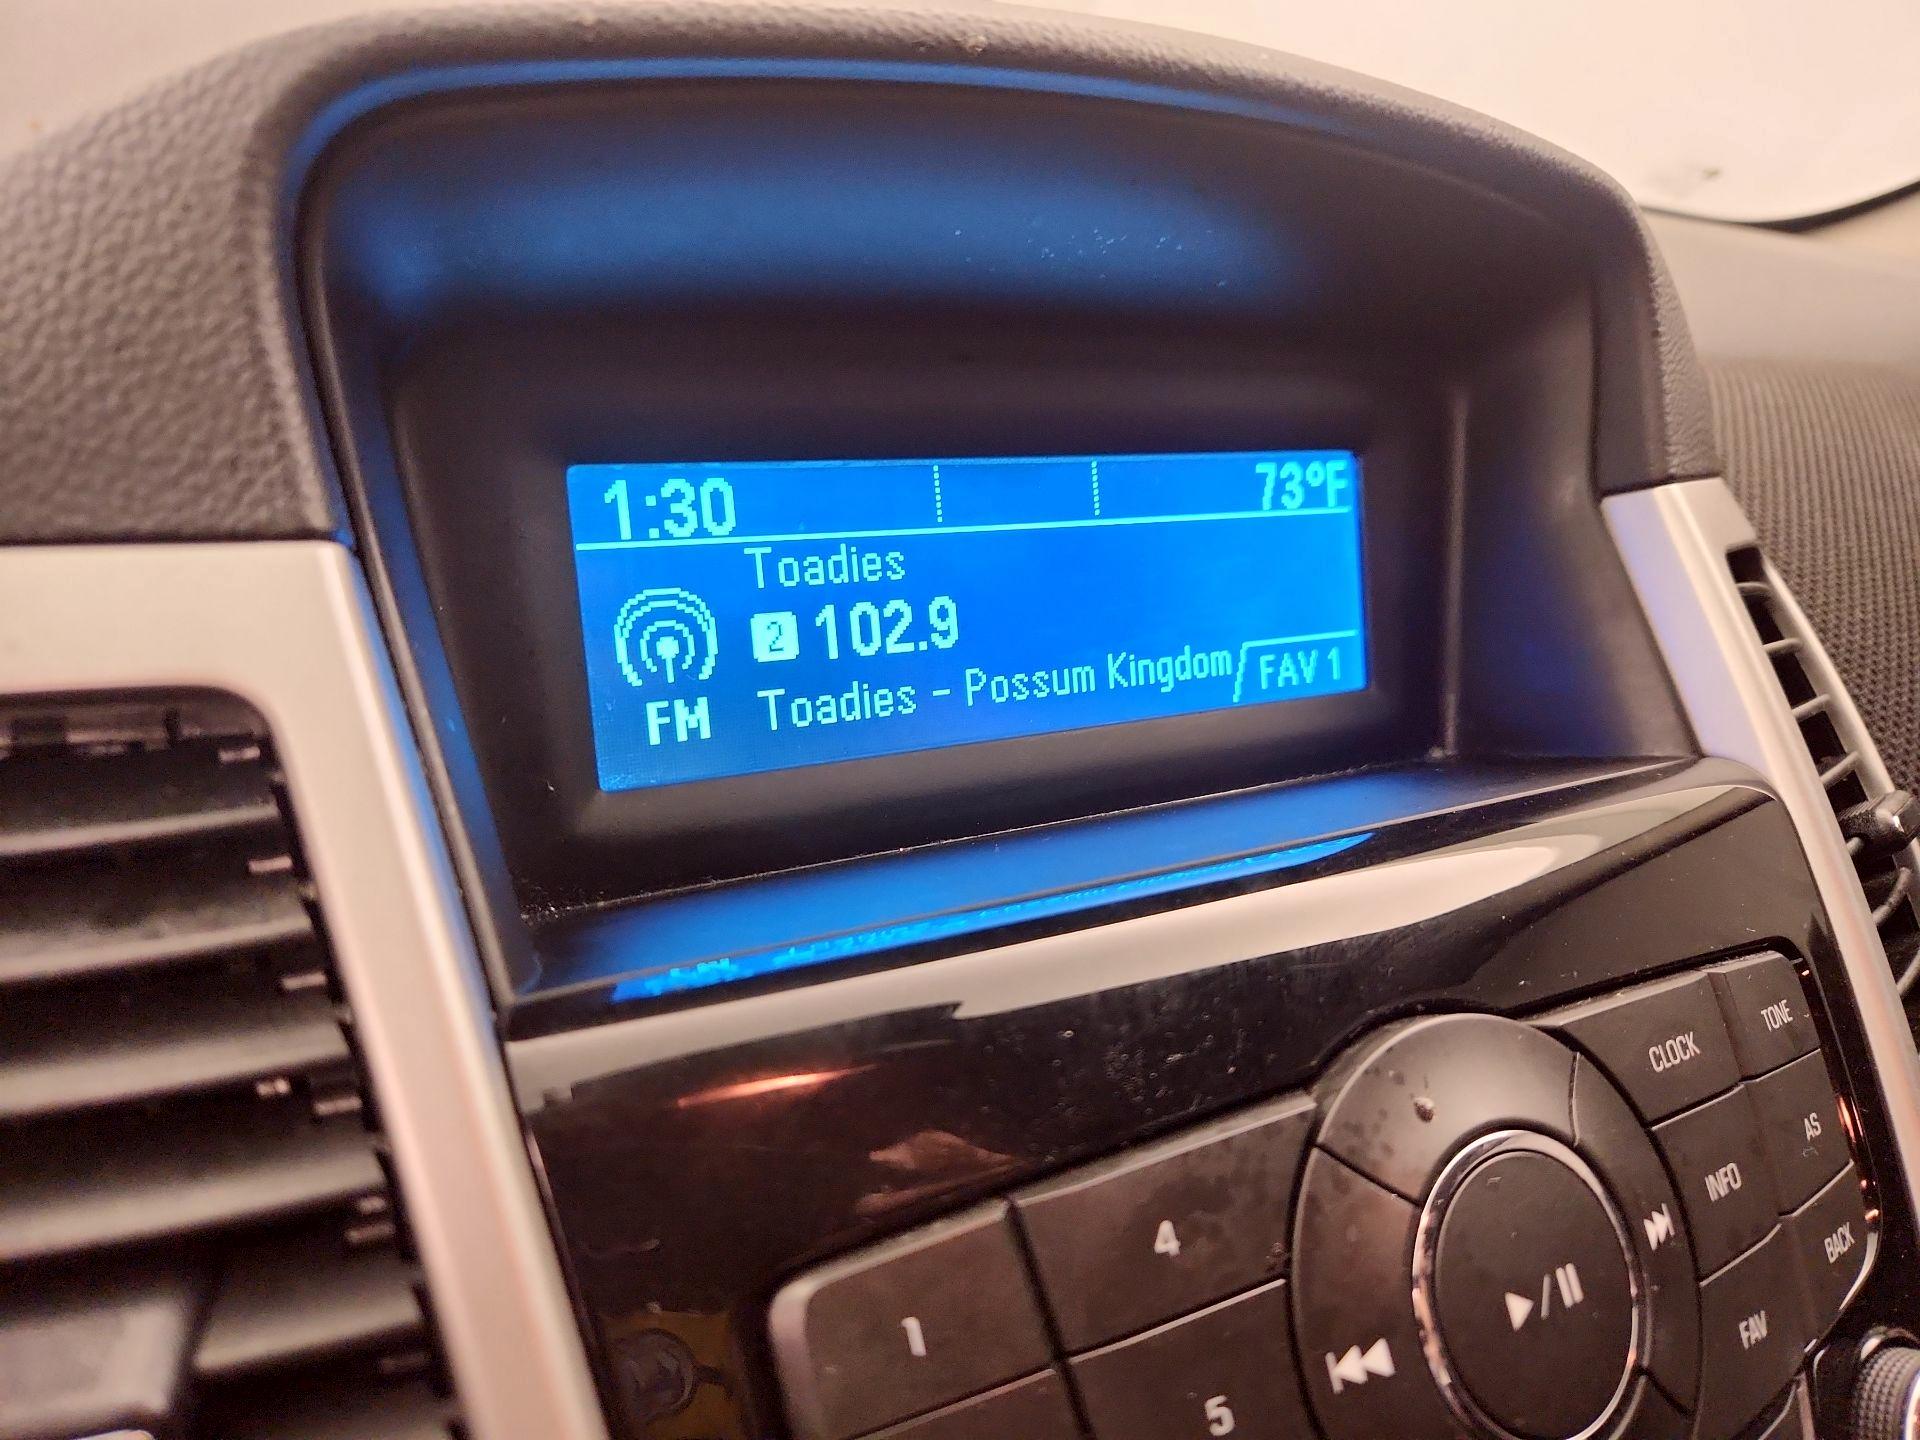 1:30 73°F
Toadies
2 102.9
Toadies - Possum Kingdom FAV 1
FM
CLOCK TONE
INFO AS
BACK
FAV
1 4
5